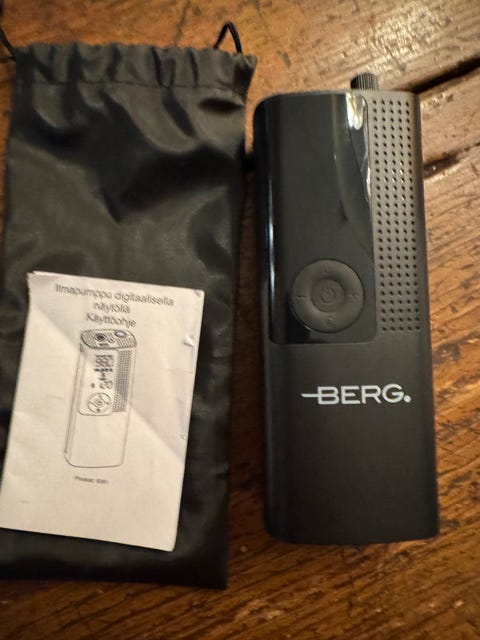 Ilmapumppu digitaalisella
näytöllä
Käyttöohje
BERG.